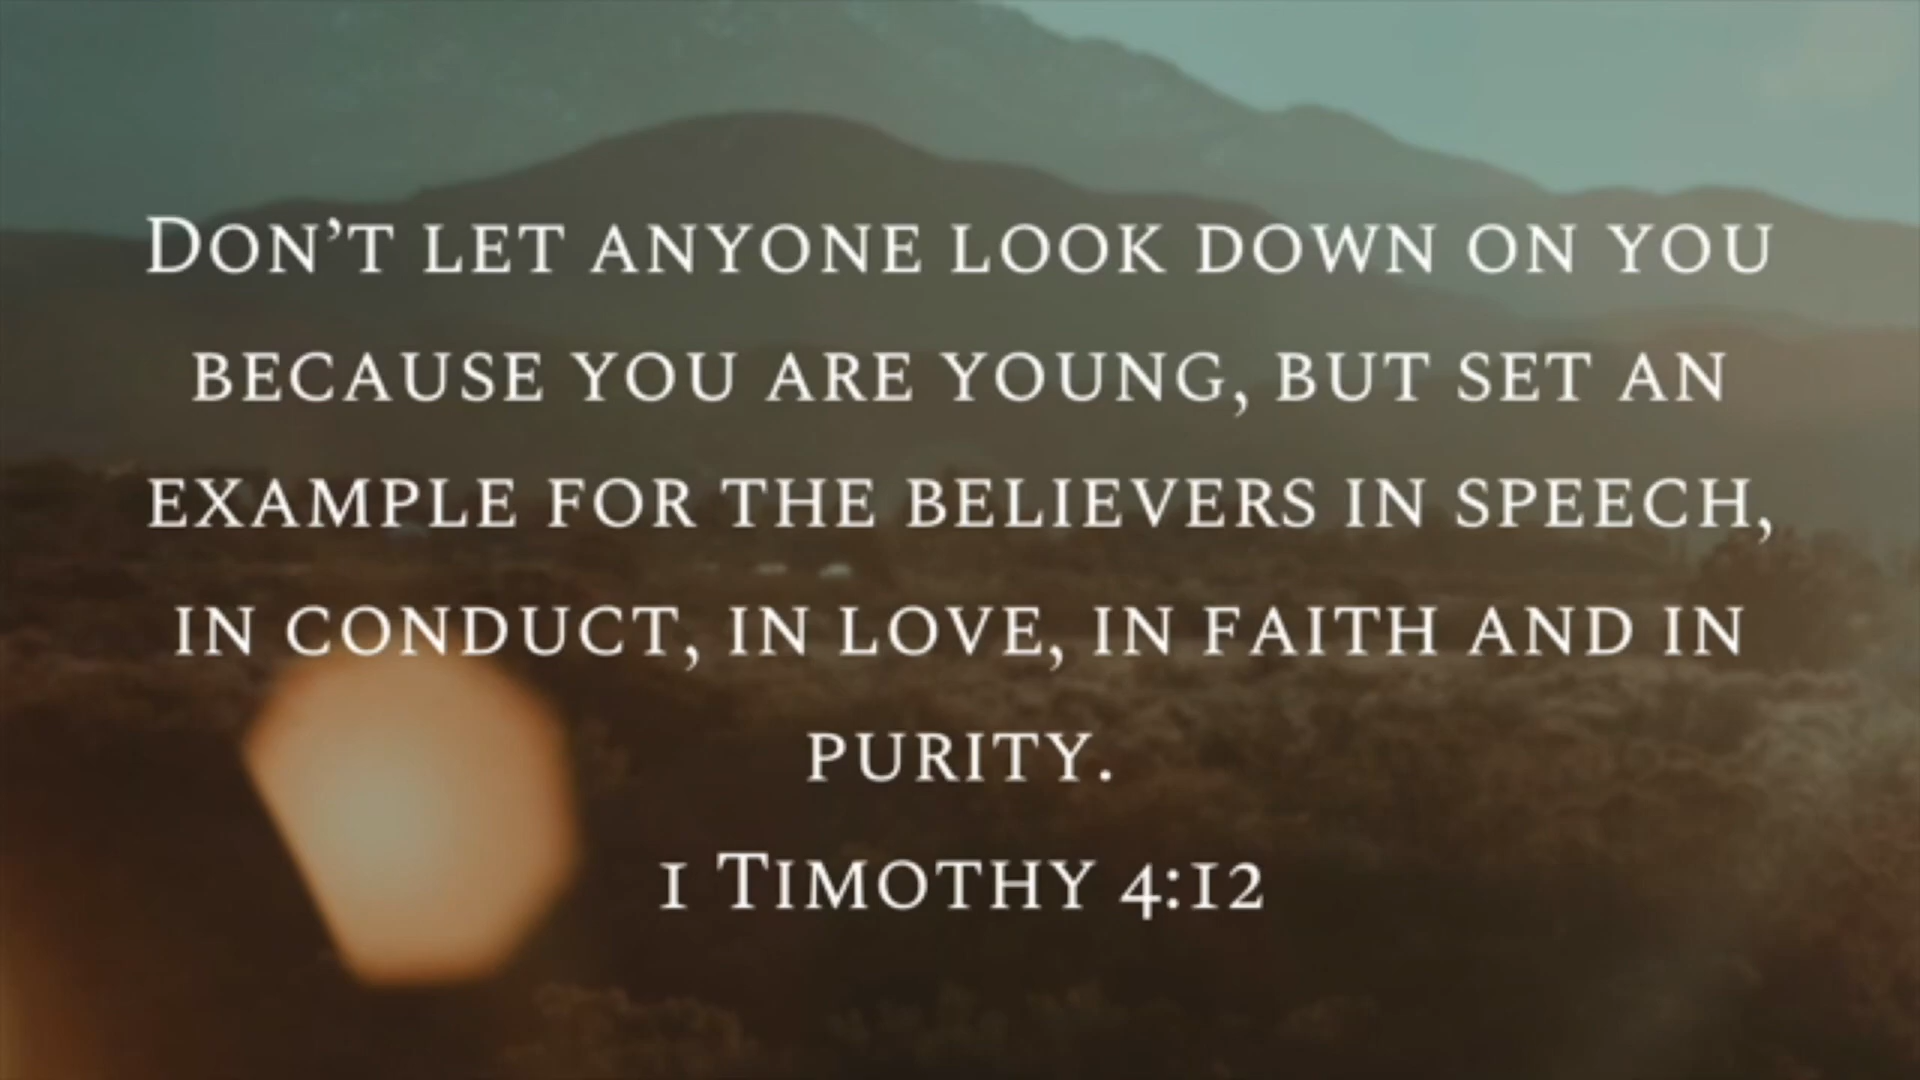 Don’t let anyone look down on you
because you are young, but set an
example for the believers in speech,
in conduct, in love, in faith and in
purity.
1 Timothy 4:12